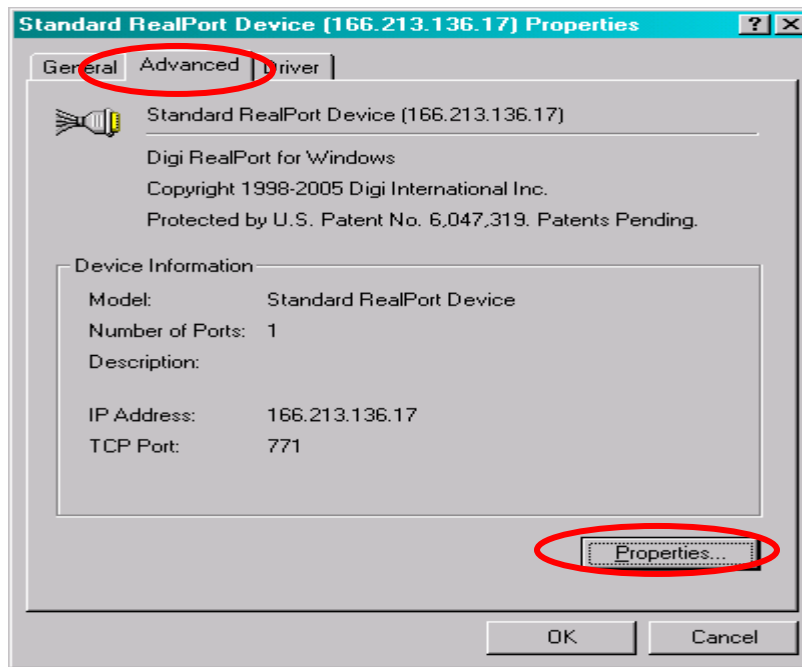 Standard RealPort Device (166.213.136.17) Properties
General Advanced Driver
Standard RealPort Device (166.213.136.17)
Digi RealPort for Windows
Copyright 1998-2005 Digi International Inc.
Protected by U.S. Patent No. 6,047,319. Patents Pending.
Device Information
Model: Standard RealPort Device
Number of Ports: 1
Description:
IP Address: 166.213.136.17
TCP Port: 771
Properties...
OK Cancel